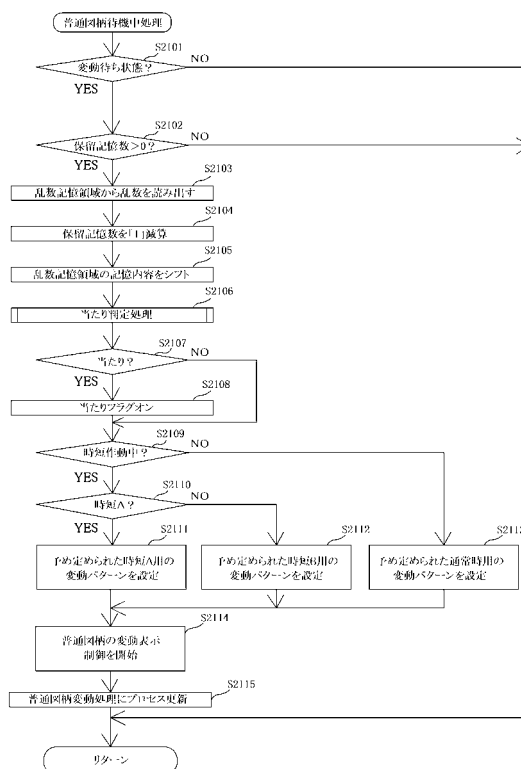 普通図柄待機中処理
S2101
変動待ち状態？
NO
YES
S2102
保留記憶数＞0？
NO
YES
S2103
乱数記憶領域から乱数を読み出す
S2104
保留記憶数を「1」減算
S2105
乱数記憶領域の記憶内容をシフト
S2106
当たり判定処理
S2107
当たり？
NO
YES
S2108
当たりフラグオン
S2109
時短作動中？
NO
YES
S2110
時短A？
NO
YES
S2111
予め定められた時短A用の
変動パターンを設定
S2112
予め定められた時短B用の
変動パターンを設定
S2113
予め定められた通常時用の
変動パターンを設定
S2114
普通図柄の変動表示
制御を開始
S2115
普通図柄変動処理にプロセス更新
リターン